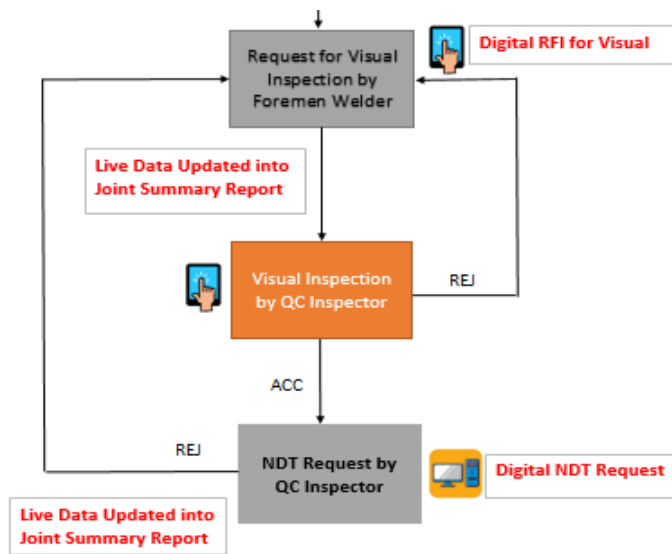 Digital RFI for Visual
Request for Visual
Inspection by
Foremen Welder
Live Data Updated into
Joint Summary Report
Visual Inspection
by QC Inspector
REJ
ACC
REJ
NDT Request by
QC Inspector
Digital NDT Request
Live Data Updated into
Joint Summary Report